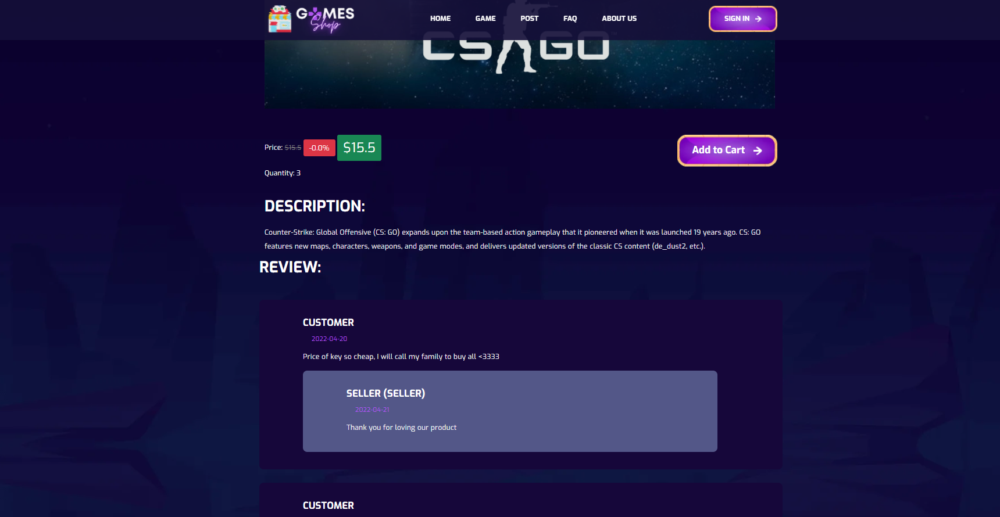 GAMES
Shop
HOME
GAME
POST
FAQ
ABOUT US
SIGN IN
CS GO
Price: $15.5 -0.0% $15.5
Add to Cart
Quantity: 3
DESCRIPTION:
Counter-Strike: Global Offensive (CS: GO) expands upon the team-based action gameplay that it pioneered when it was launched 19 years ago. CS: GO
features new maps, characters, weapons, and game modes, and delivers updated versions of the classic CS content (de_dust2, etc.).
REVIEW:
CUSTOMER
2022-04-20
Price of key so cheap, I will call my family to buy all <3333
SELLER (SELLER)
2022-04-21
Thank you for loving our product
CUSTOMER